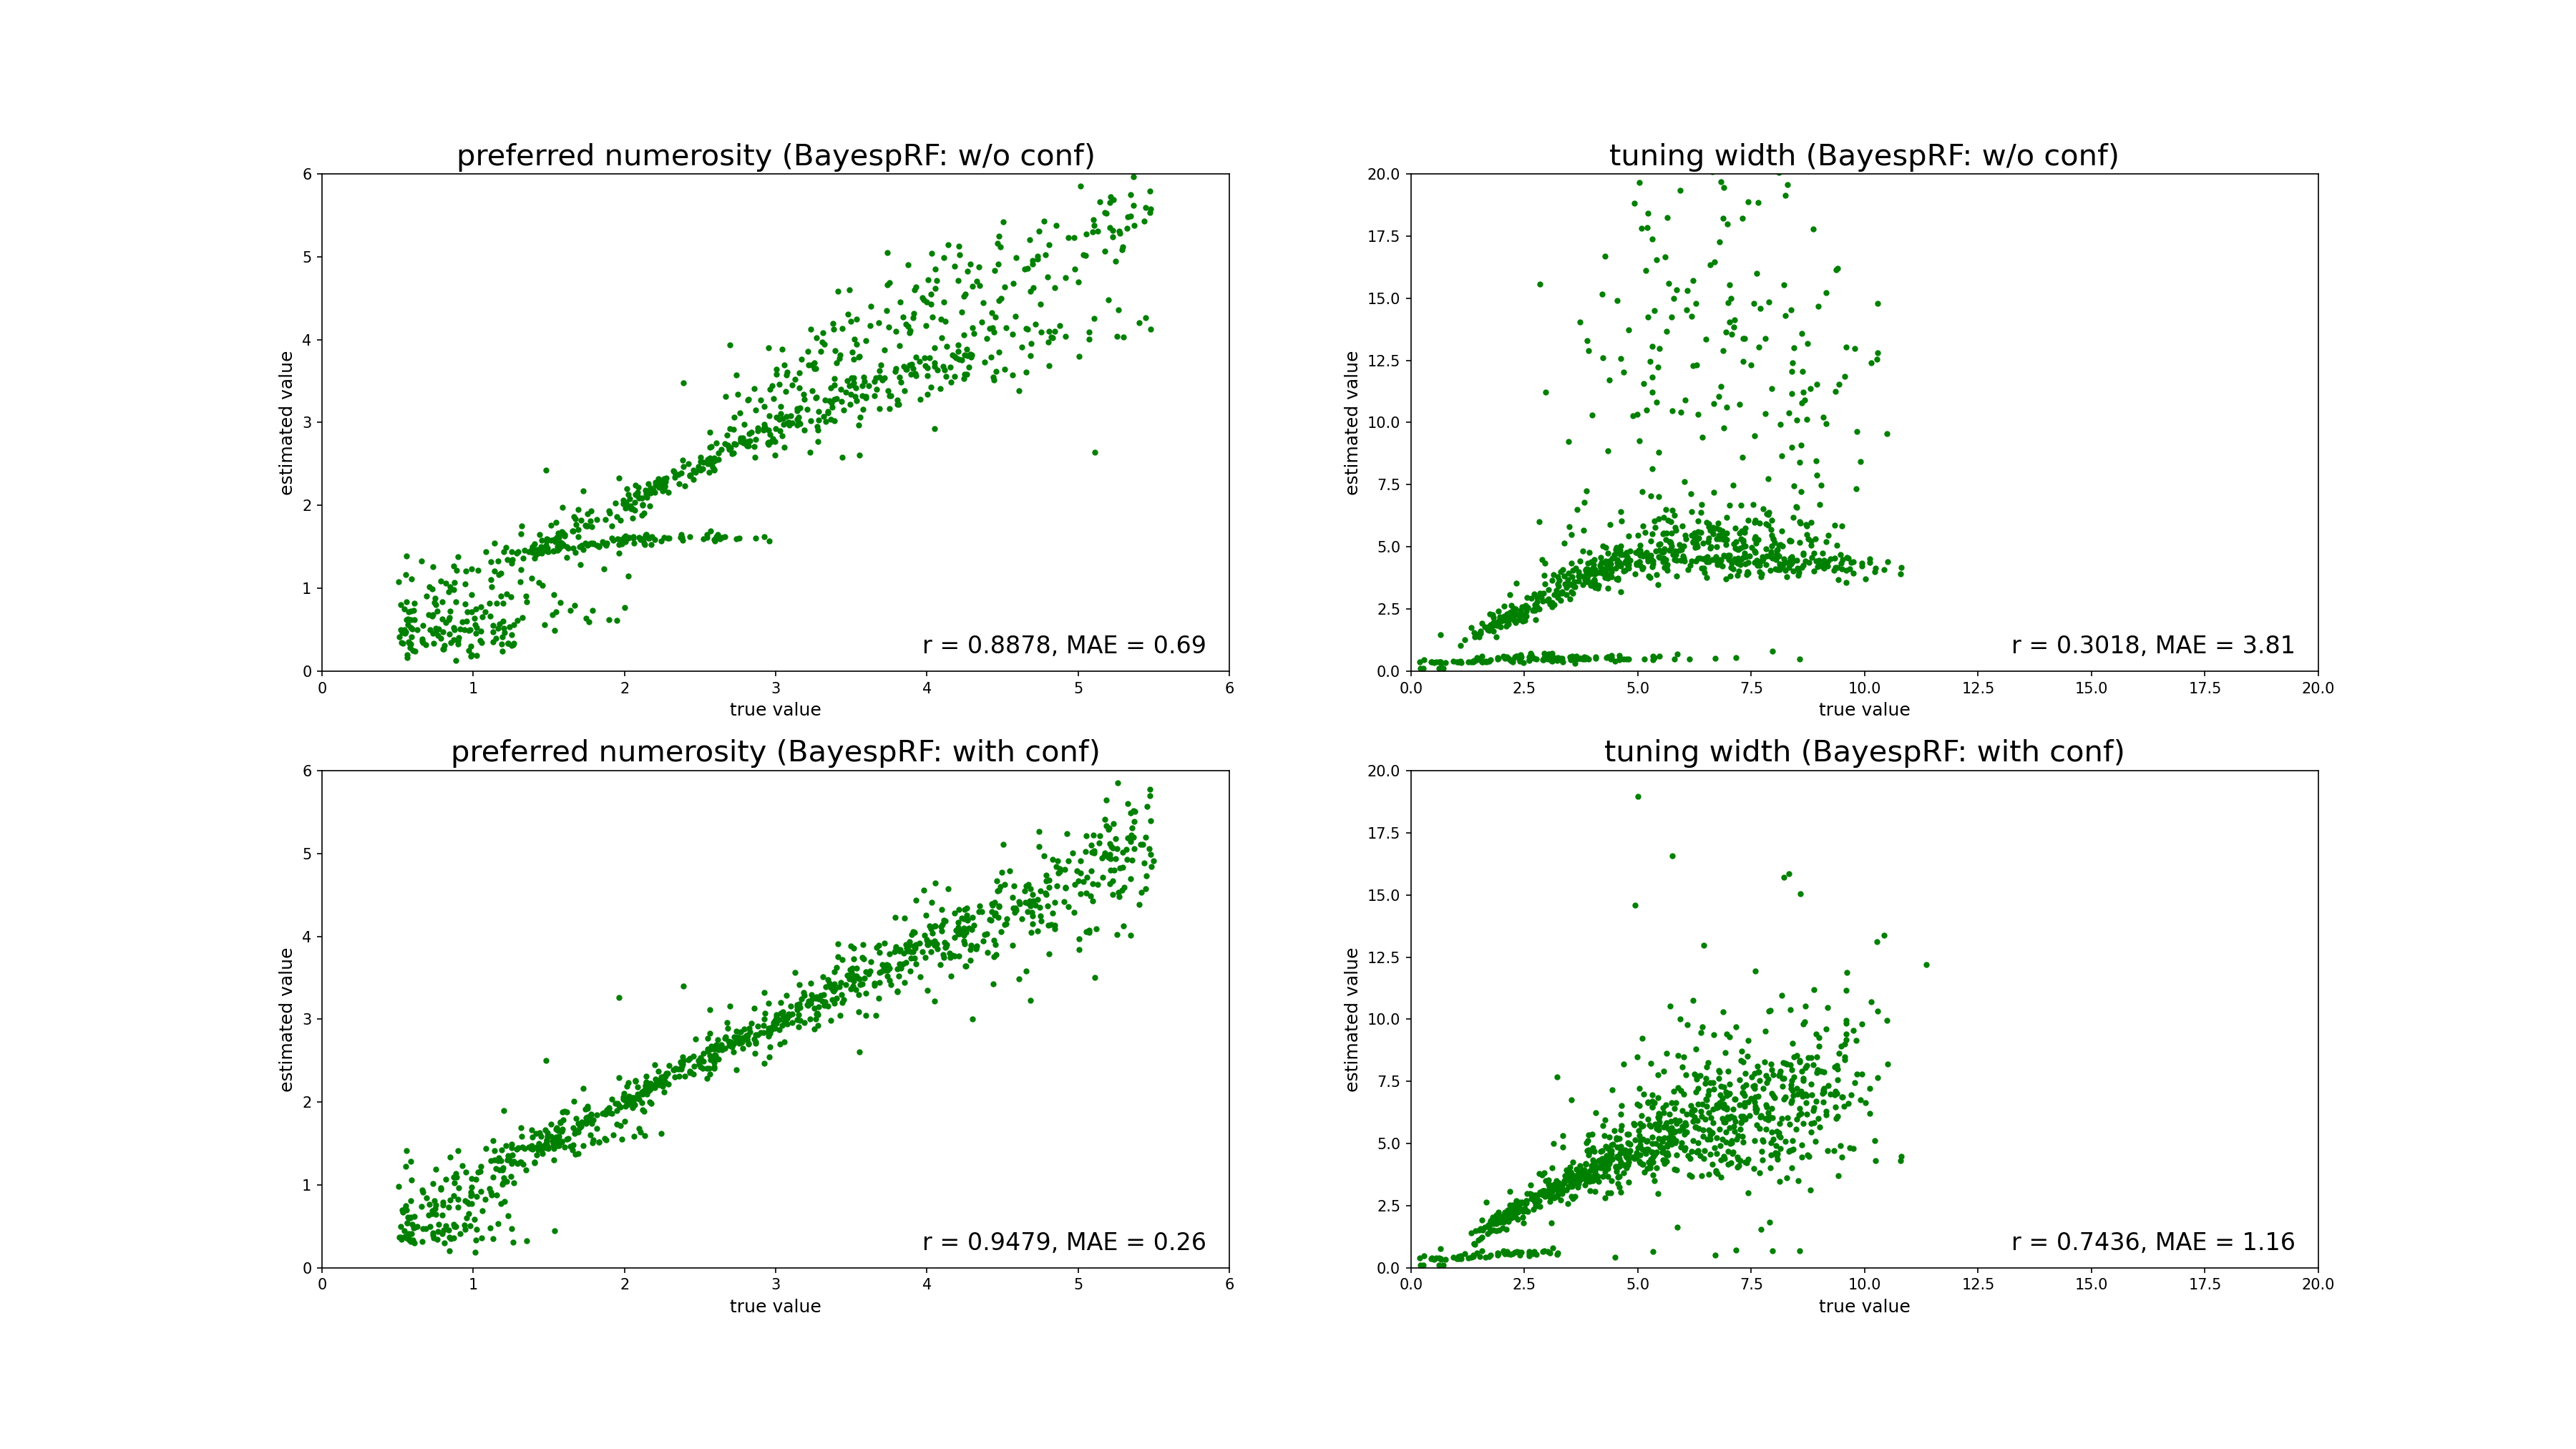 preferred numerosity (BayespRF: w/o conf)
6
5
4
3
2
1
0
estimated value
r = 0.8878, MAE = 0.69
0 1 2 3 4 5 6
true value
tuning width (BayespRF: w/o conf)
20.0
17.5
15.0
12.5
10.0
7.5
5.0
2.5
0.0
estimated value
r = 0.3018, MAE = 3.81
0.0 2.5 5.0 7.5 10.0 12.5 15.0 17.5 20.0
true value
preferred numerosity (BayespRF: with conf)
6
5
4
3
2
1
0
estimated value
r = 0.9479, MAE = 0.26
0 1 2 3 4 5 6
true value
tuning width (BayespRF: with conf)
20.0
17.5
15.0
12.5
10.0
7.5
5.0
2.5
0.0
estimated value
r = 0.7436, MAE = 1.16
0.0 2.5 5.0 7.5 10.0 12.5 15.0 17.5 20.0
true value